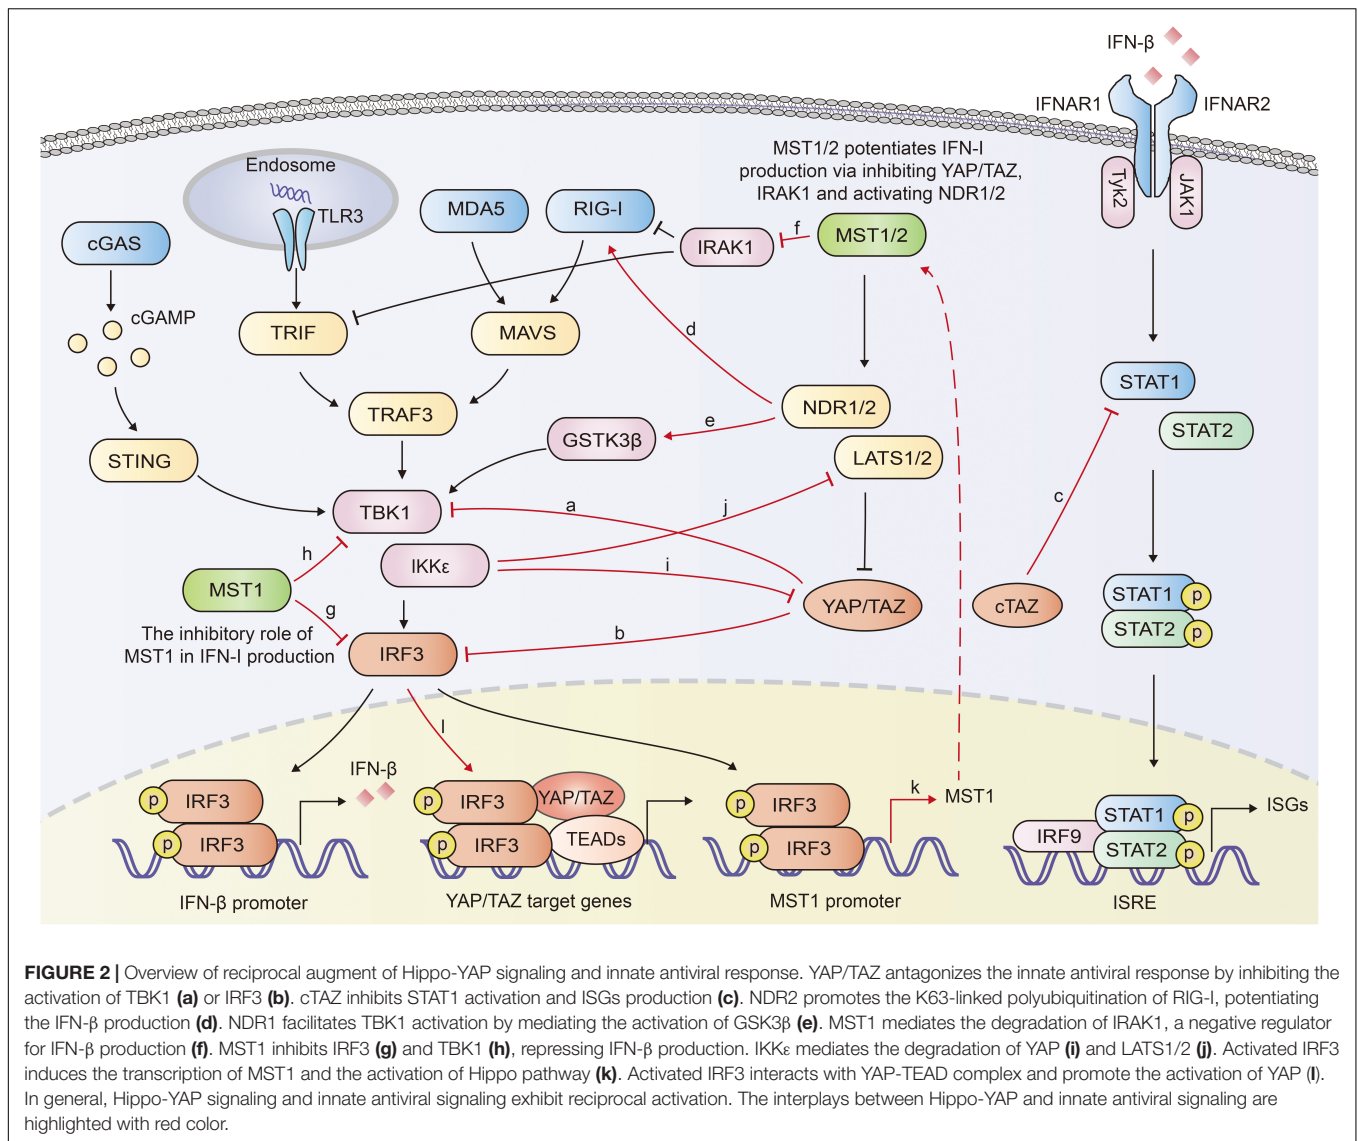 IFN-β
IFNAR1
IFNAR2
Tyk2
JAK1
MST1/2 potentiates IFN-I
production via inhibiting YAP/TAZ,
IRAK1 and activating NDR1/2
Endosome
TLR3
MDA5
RIG-I
cGAS
IRAK1
f
MST1/2
cGAMP
TRIF
MAVS
d
STAT1
TRAF3
NDR1/2
e
GSTK3β
STAT2
STING
LATS1/2
c
TBK1
a
j
h
IKKε
i
MST1
g
YAP/TAZ
cTAZ
STAT1
p
STAT2
p
The inhibitory role of
MST1 in IFN-I production
b
IRF3
l
IFN-β
p
IRF3
p
IRF3
p
IRF3
YAP/TAZ
p
IRF3
TEADs
p
IRF3
p
IRF3
k
MST1
STAT1
p
IRF9
STAT2
p
ISGs
IFN-β promoter
YAP/TAZ target genes
MST1 promoter
ISRE
FIGURE 2 | Overview of reciprocal augment of Hippo-YAP signaling and innate antiviral response. YAP/TAZ antagonizes the innate antiviral response by inhibiting the
activation of TBK1 (a) or IRF3 (b). cTAZ inhibits STAT1 activation and ISGs production (c). NDR2 promotes the K63-linked polyubiquitination of RIG-I, potentiating
the IFN-β production (d). NDR1 facilitates TBK1 activation by mediating the activation of GSK3β (e). MST1 mediates the degradation of IRAK1, a negative regulator
for IFN-β production (f). MST1 inhibits IRF3 (g) and TBK1 (h), repressing IFN-β production. IKKε mediates the degradation of YAP (i) and LATS1/2 (j). Activated IRF3
induces the transcription of MST1 and the activation of Hippo pathway (k). Activated IRF3 interacts with YAP-TEAD complex and promote the activation of YAP (l).
In general, Hippo-YAP signaling and innate antiviral signaling exhibit reciprocal activation. The interplays between Hippo-YAP and innate antiviral signaling are
highlighted with red color.